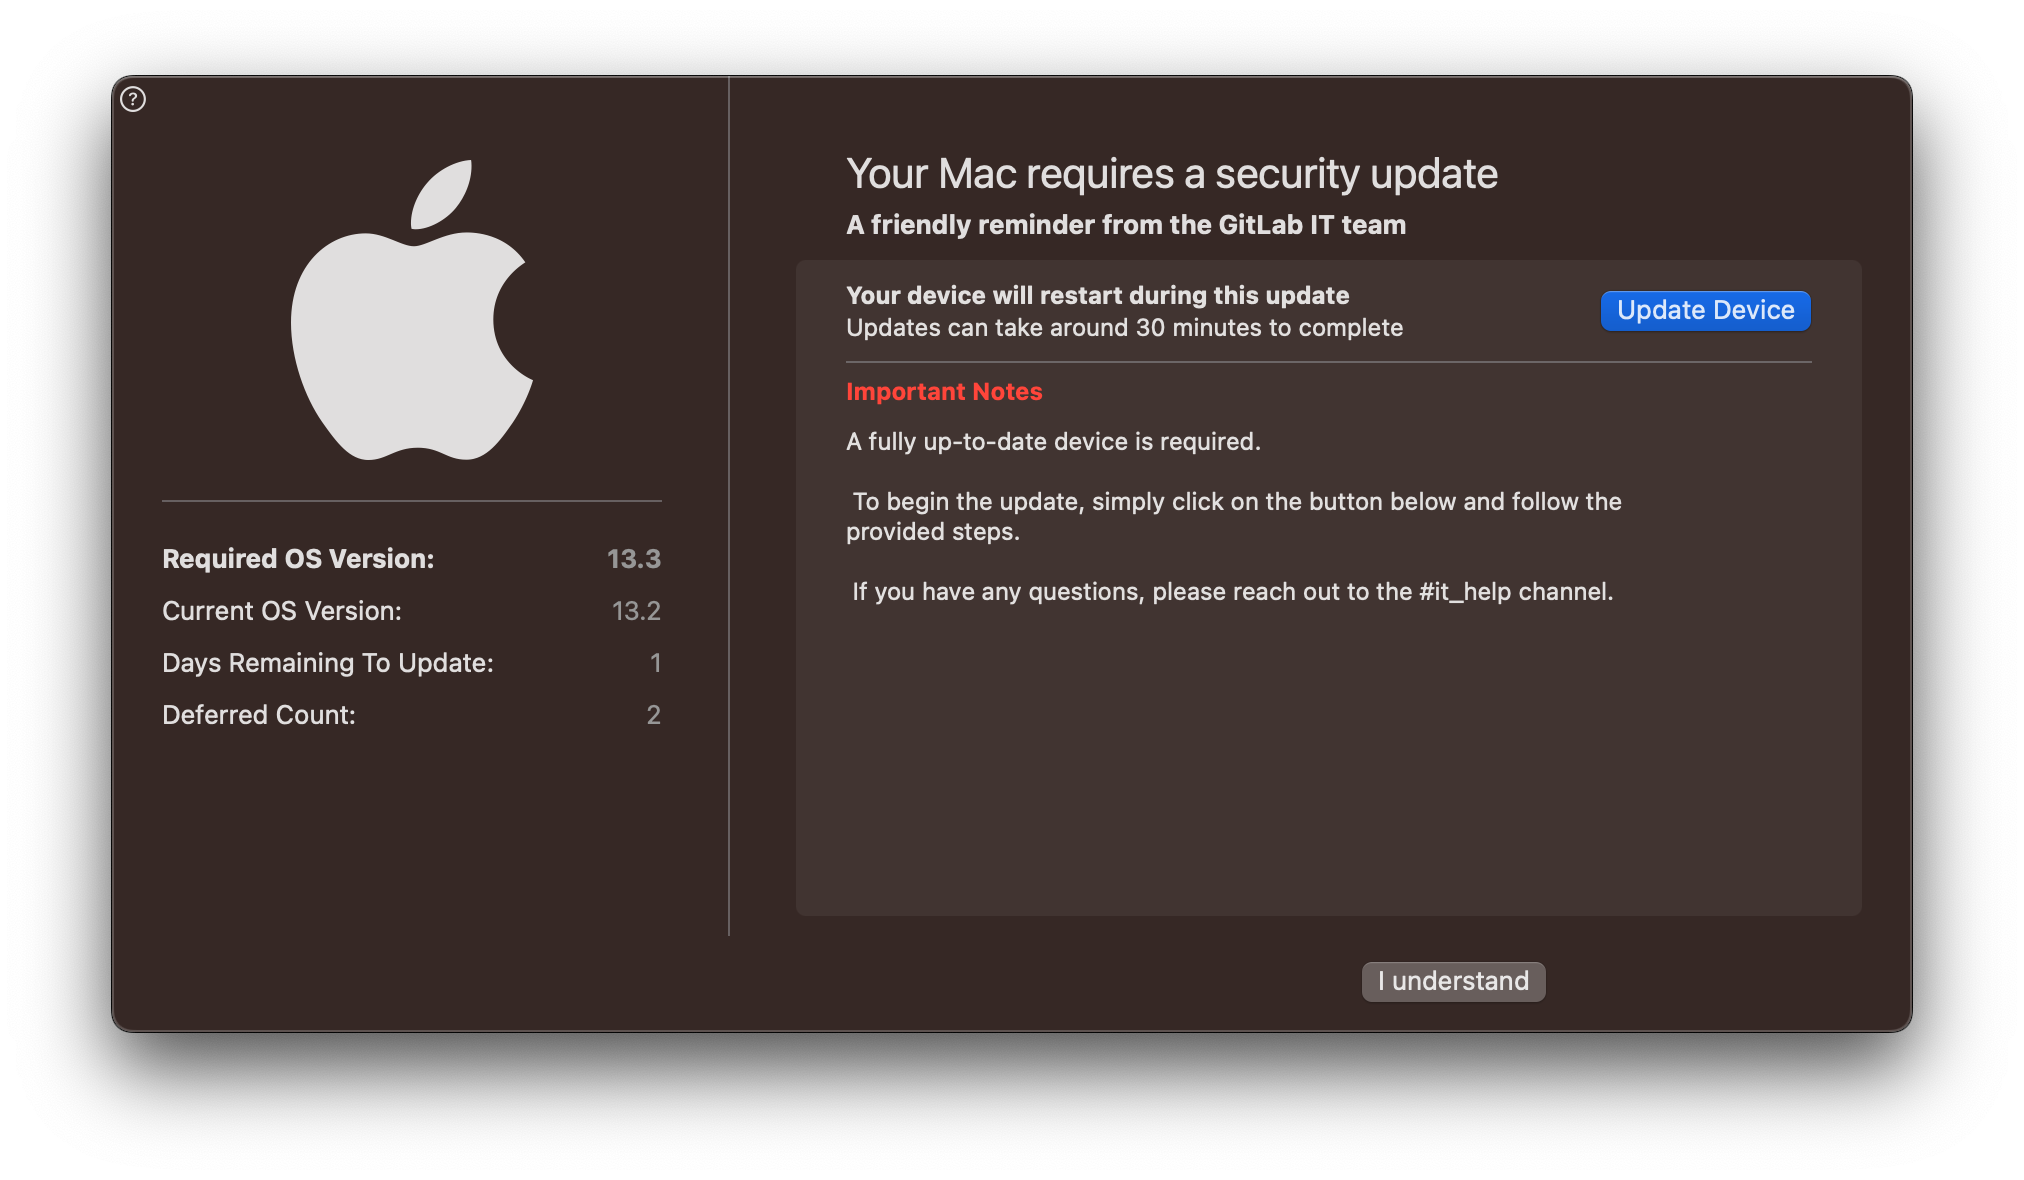 ?
Required OS Version: 13.3
Current OS Version: 13.2
Days Remaining To Update: 1
Deferred Count: 2
Your Mac requires a security update
A friendly reminder from the GitLab IT team
Your device will restart during this update
Updates can take around 30 minutes to complete
Update Device
Important Notes
A fully up-to-date device is required.
To begin the update, simply click on the button below and follow the
provided steps.
If you have any questions, please reach out to the #it_help channel.
I understand